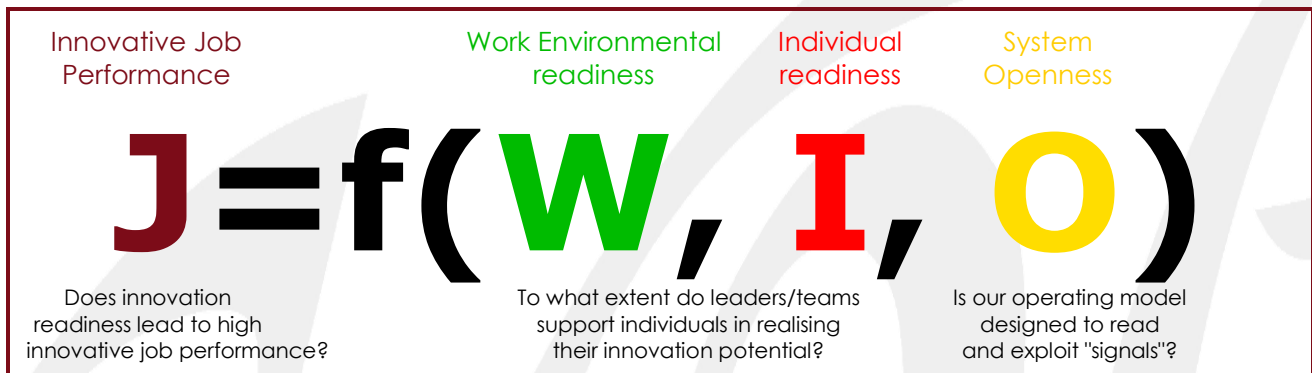 Innovative Job
Performance
Work Environmental
readiness
Individual
readiness
System
Openness
J=f(W, I, O)
Does innovation
readiness lead to high
innovative job performance?
To what extent do leaders/teams
support individuals in realising
their innovation potential?
Is our operating model
designed to read
and exploit "signals"?